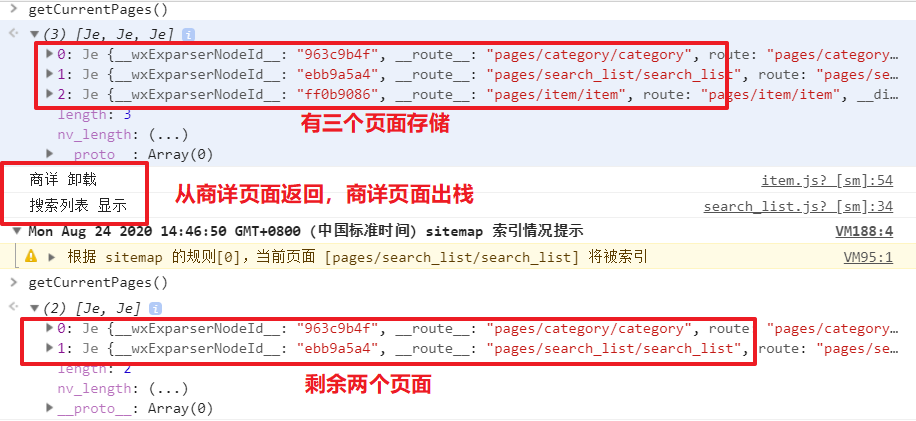 getCurrentPages()
(3) [Je, Je, Je] i
0: Je {__wxExparserNodeId__: "963c9b4f", __route__: "pages/category/category", route: "pages/category…
1: Je {__wxExparserNodeId__: "ebb9a5a4", __route__: "pages/search_list/search_list", route: "pages/se…
2: Je {__wxExparserNodeId__: "ff0b9086", __route__: "pages/item/item", route: "pages/item/item", __di…
length: 3
有三个页面存储
nv_length: (...)
__proto__: Array(0)
商详 卸载 item.js? [sm]:54
从商详页面返回，商详页面出栈
搜索列表 显示 search_list.js? [sm]:34
Mon Aug 24 2020 14:46:50 GMT+0800 (中国标准时间) sitemap 索引情况提示 VM188:4
根据 sitemap 的规则[0]，当前页面 [pages/search_list/search_list] 将被索引 VM95:1
getCurrentPages()
(2) [Je, Je] i
0: Je {__wxExparserNodeId__: "963c9b4f", __route__: "pages/category/category", route: "pages/category…
1: Je {__wxExparserNodeId__: "ebb9a5a4", __route__: "pages/search_list/search_list", route: "pages/se…
length: 2
剩余两个页面
nv_length: (...)
__proto__: Array(0)